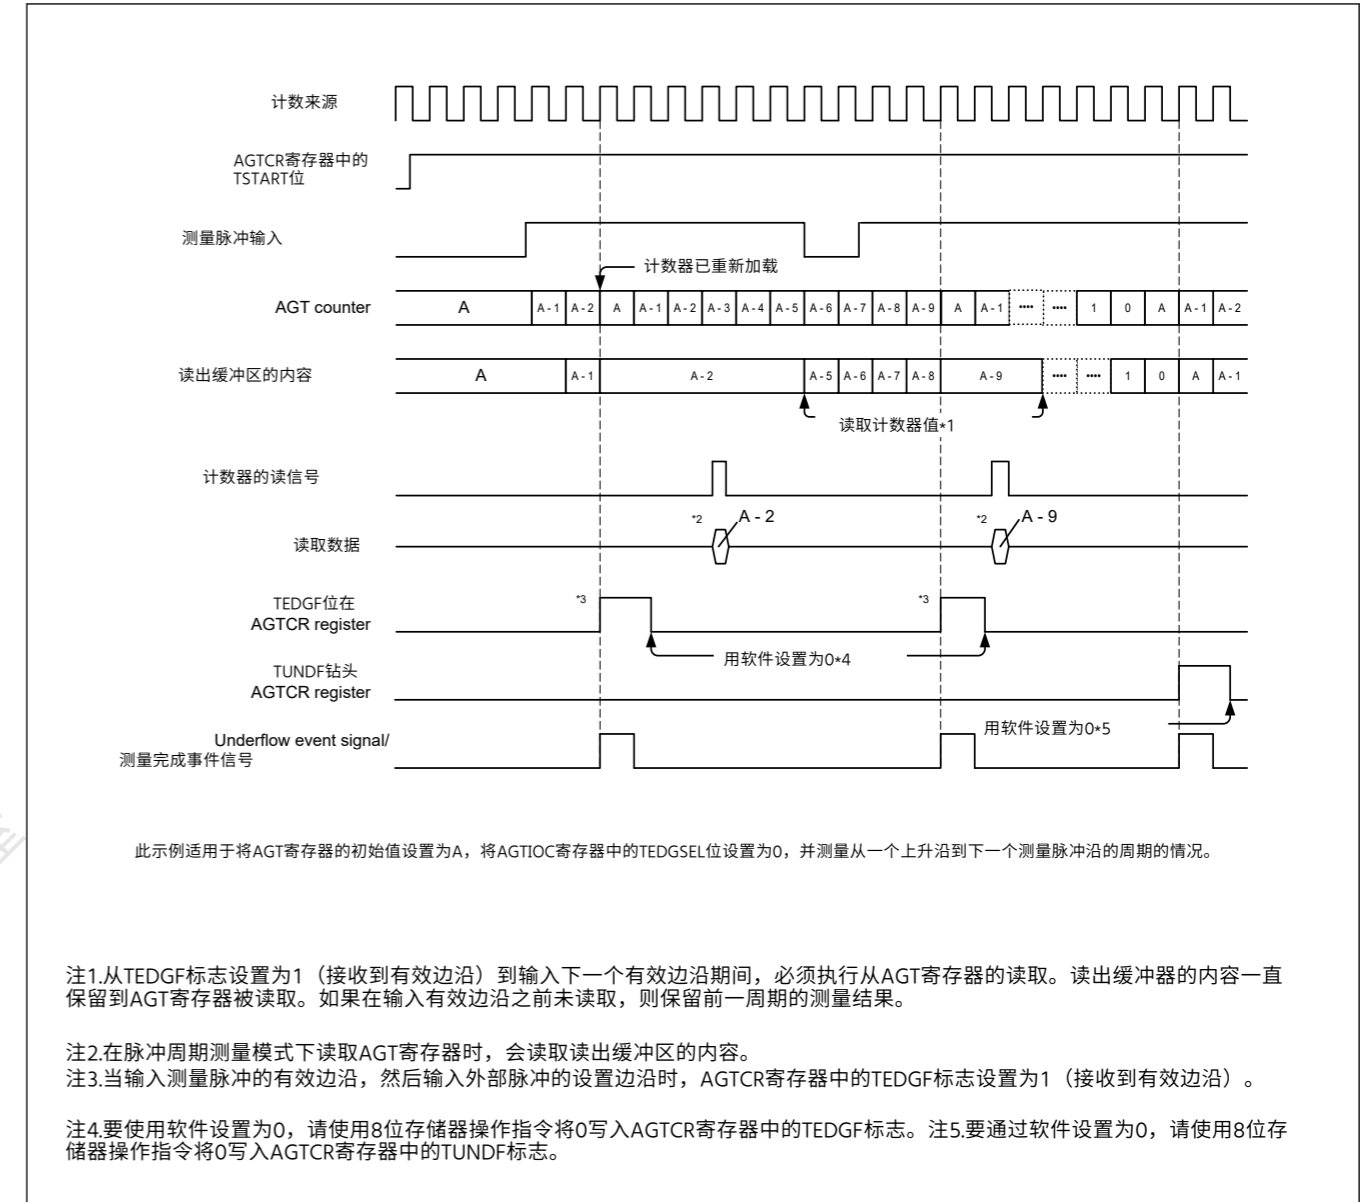 计数来源
AGTCR寄存器中的
TSTART位
测量脉冲输入
计数器已重新加载
AGT counter
A A - 1 A - 2 A A - 1 A - 2 A - 3 A - 4 A - 5 A - 6 A - 7 A - 8 A - 9 A A - 1 •••• •••• 1 0 A A - 1 A - 2
读出缓冲区的内容
A A - 1 A - 2 A - 5 A - 6 A - 7 A - 8 A - 9 •••• •••• 1 0 A A - 1
读取计数器值*1
计数器的读信号
*2 A - 2 *2 A - 9
读取数据
TEDGF位在
AGTCR register
*3 *3
用软件设置为0*4
TUNDF钻头
AGTCR register
用软件设置为0*5
Underflow event signal/
测量完成事件信号
此示例适用于将AGT寄存器的初始值设置为A，将AGTIOC寄存器中的TEDGSEL位设置为0，并测量从一个上升沿到下一个测量脉冲沿的周期的情况。
注1.从TEDGF标志设置为1（接收到有效边沿）到输入下一个有效边沿期间，必须执行从AGT寄存器的读取。读出缓冲器的内容一直
保留到AGT寄存器被读取。如果在输入有效边沿之前未读取，则保留前一周期的测量结果。
注2.在脉冲周期测量模式下读取AGT寄存器时，会读取读出缓冲区的内容。
注3.当输入测量脉冲的有效边沿，然后输入外部脉冲的设置边沿时，AGTCR寄存器中的TEDGF标志设置为1（接收到有效边沿）。
注4.要使用软件设置为0，请使用8位存储器操作指令将0写入AGTCR寄存器中的TEDGF标志。注5.要通过软件设置为0，请使用8位存
储器操作指令将0写入AGTCR寄存器中的TUNDF标志。